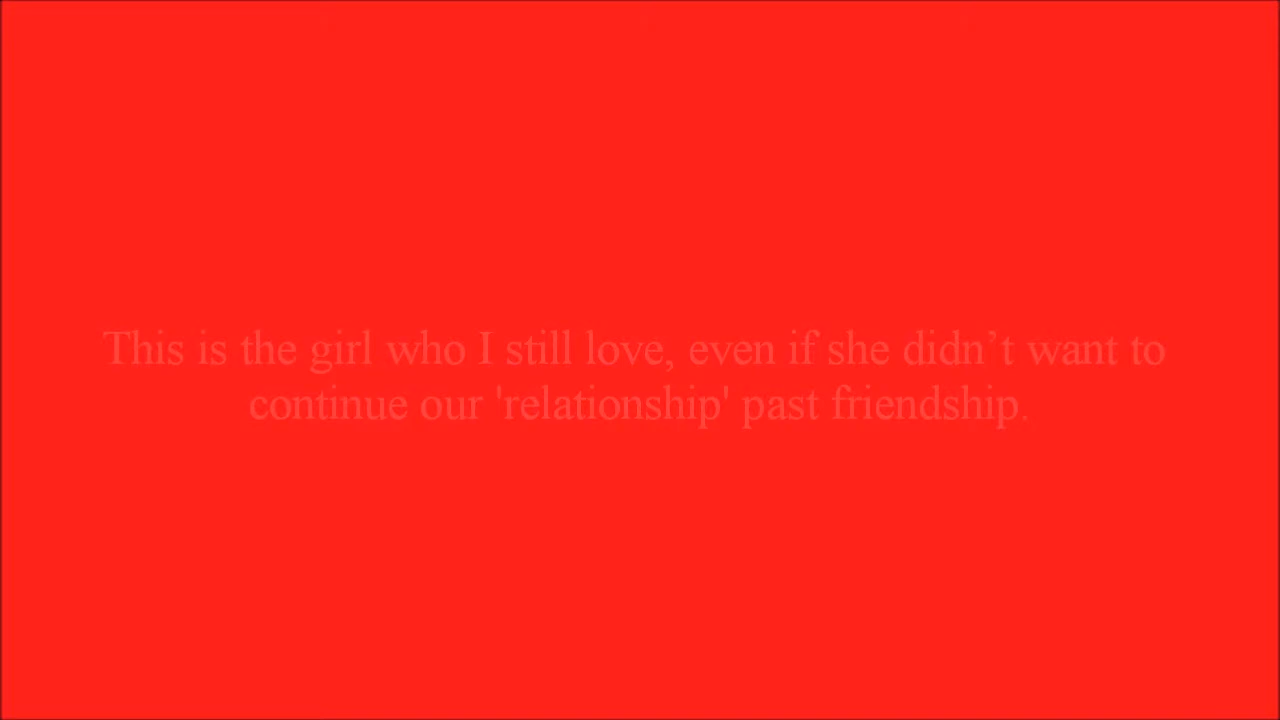 This is the girl who I still love, even if she didn’t want to
continue our 'relationship' past friendship.